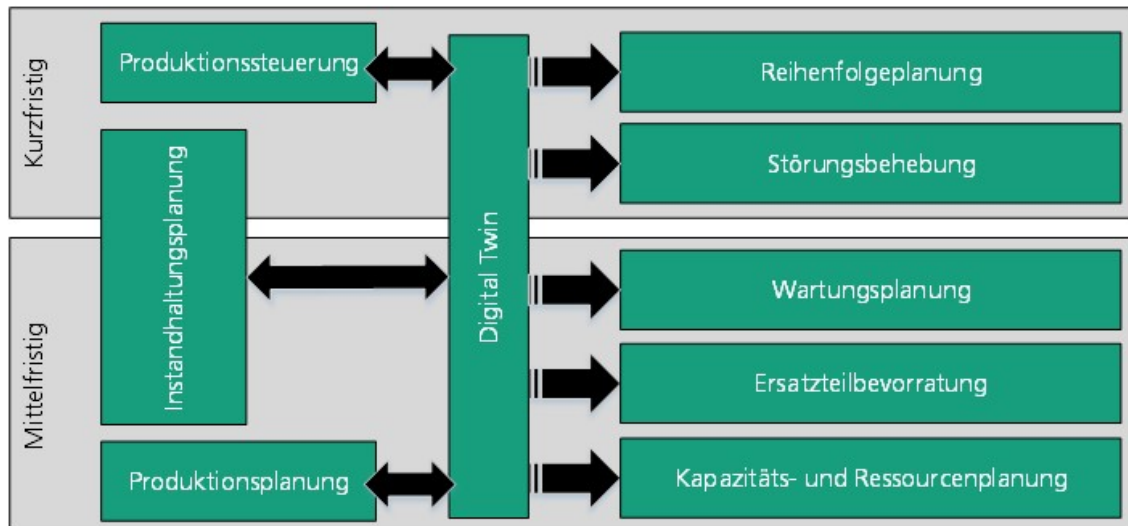 Kurzfristig
Produktionssteuerung
Reihenfolgeplanung
Störungsbehebung
Instandhaltungsplanung
Digital Twin
Mittelfristig
Wartungsplanung
Ersatzteilbevorratung
Produktionsplanung
Kapazitäts- und Ressourcenplanung